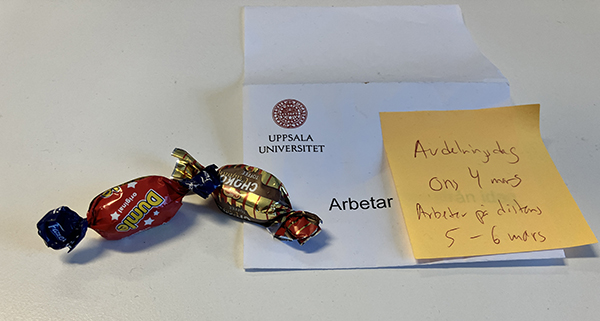 UPPSALA
UNIVERSITET
Arbetar
Avdelningsdag
ons 4 mars
Arbetar på distans
5 - 6 mars
Dumle
original